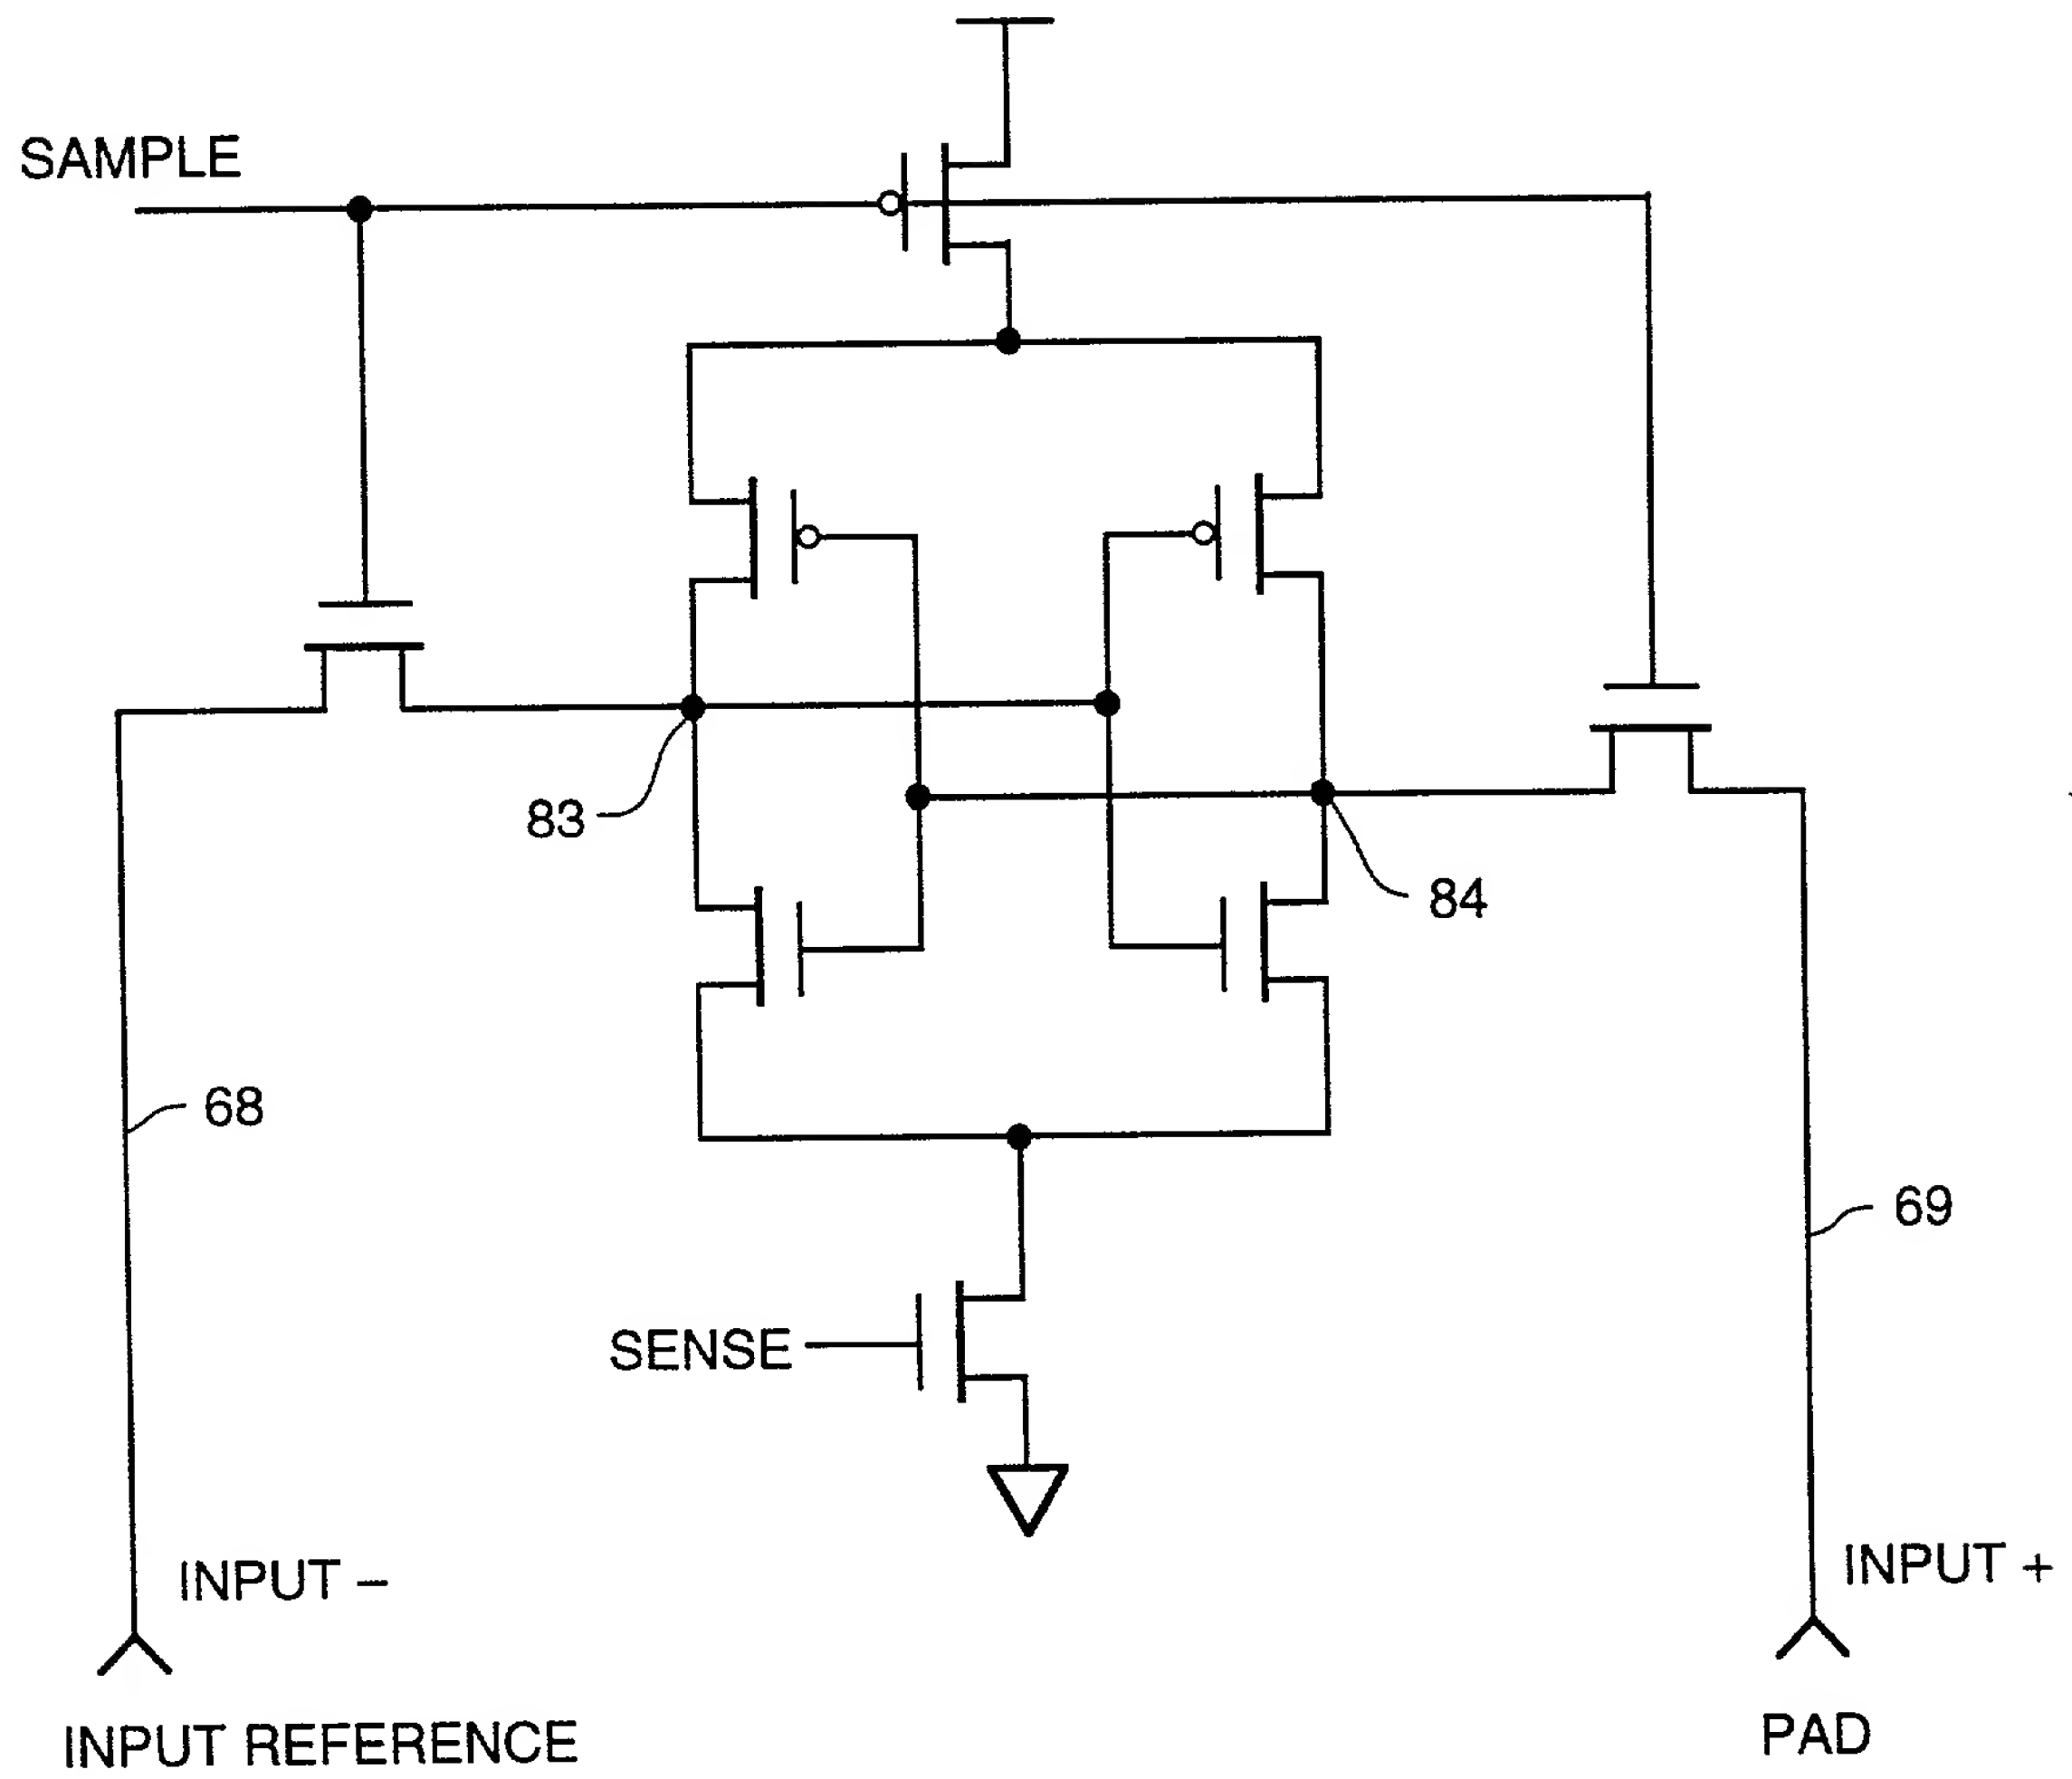 SAMPLE
83
84
68
69
SENSE
INPUT –
INPUT +
INPUT REFERENCE
PAD